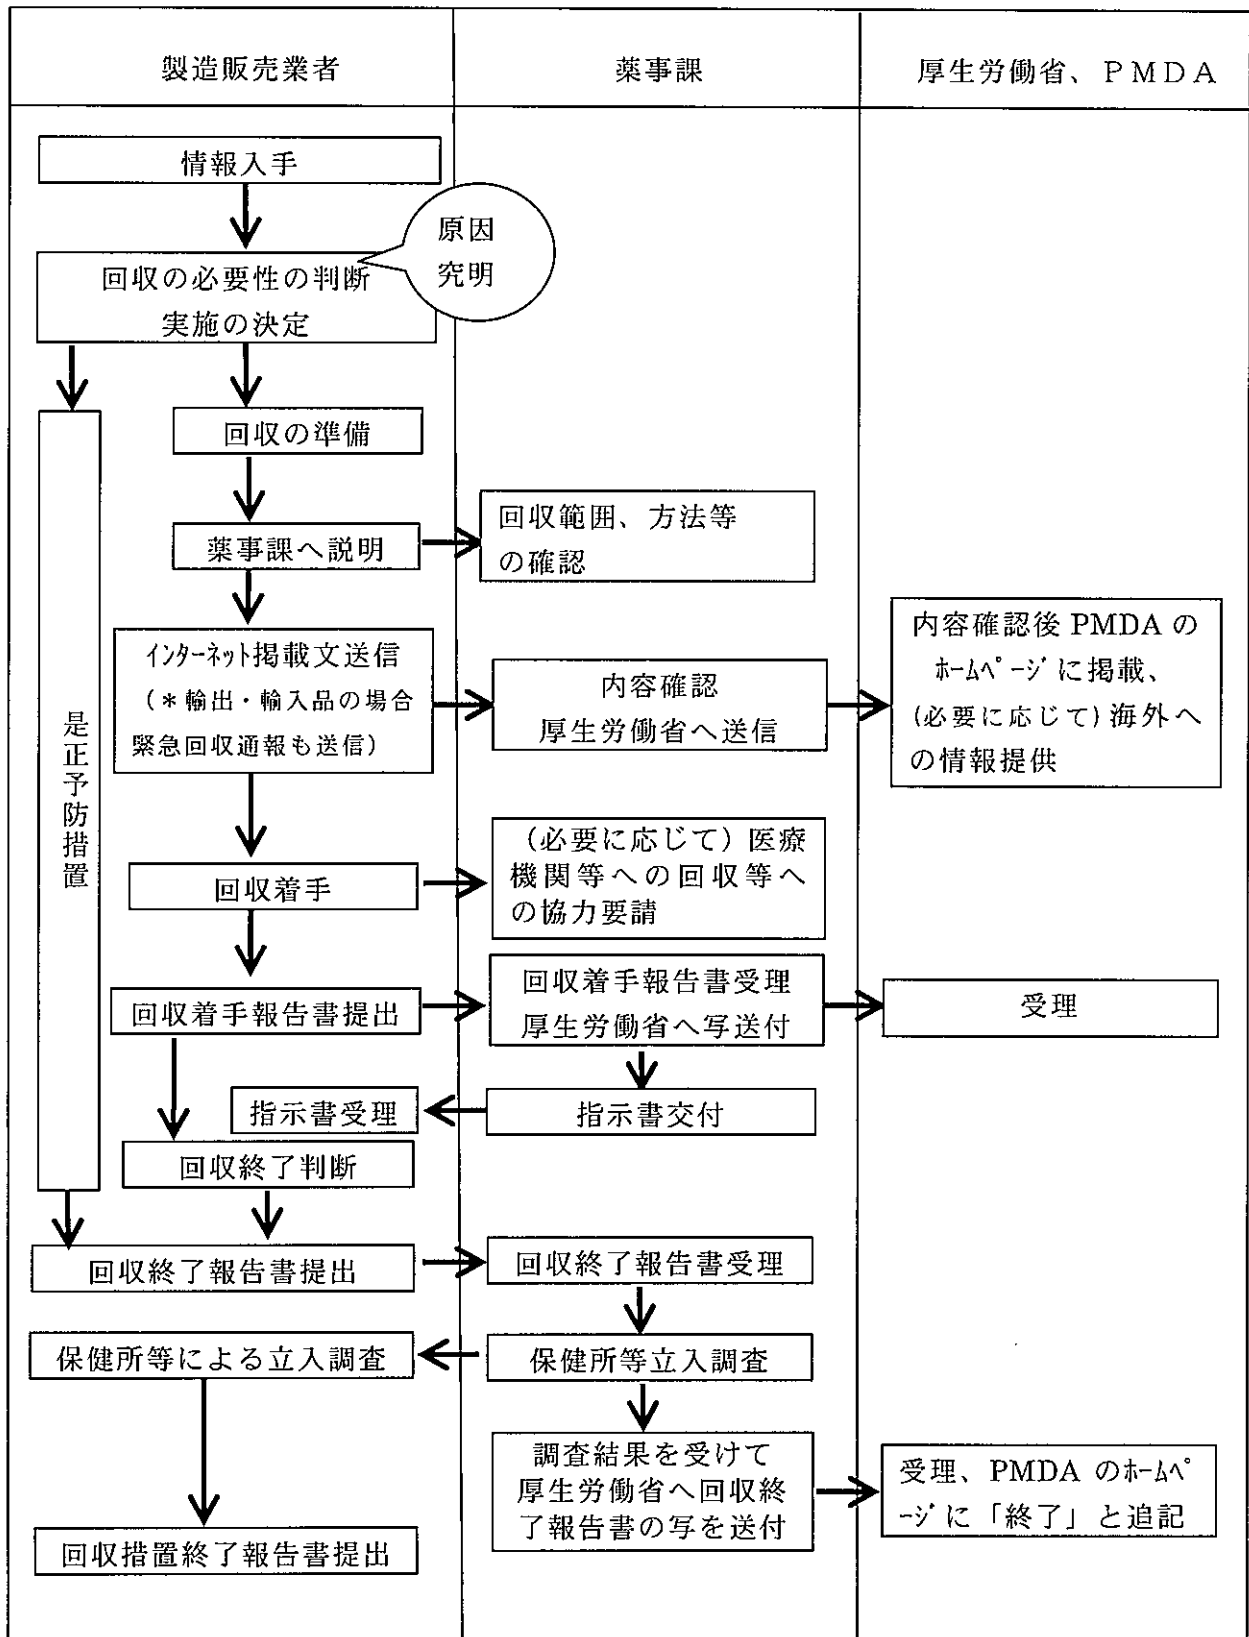 製造販売業者
薬事課
厚生労働省、ＰＭＤＡ
情報入手
原因
究明
回収の必要性の判断
実施の決定
回収の準備
薬事課へ説明
回収範囲、方法等
の確認
ｲﾝﾀｰﾈｯﾄ掲載文送信
（＊輸出・輸入品の場合
緊急回収通報も送信）
内容確認
厚生労働省へ送信
内容確認後 PMDA の
ﾎｰﾑﾍﾟｰｼﾞに掲載、
(必要に応じて) 海外へ
の情報提供
是正予防措置
回収着手
（必要に応じて）医療
機関等への回収等へ
の協力要請
回収着手報告書提出
回収着手報告書受理
厚生労働省へ写送付
受理
指示書受理
指示書交付
回収終了判断
回収終了報告書提出
回収終了報告書受理
保健所等による立入調査
保健所等立入調査
調査結果を受けて
厚生労働省へ回収終
了報告書の写を送付
受理、PMDA のﾎｰﾑﾍﾟ
ｰｼﾞに「終了」と追記
回収措置終了報告書提出